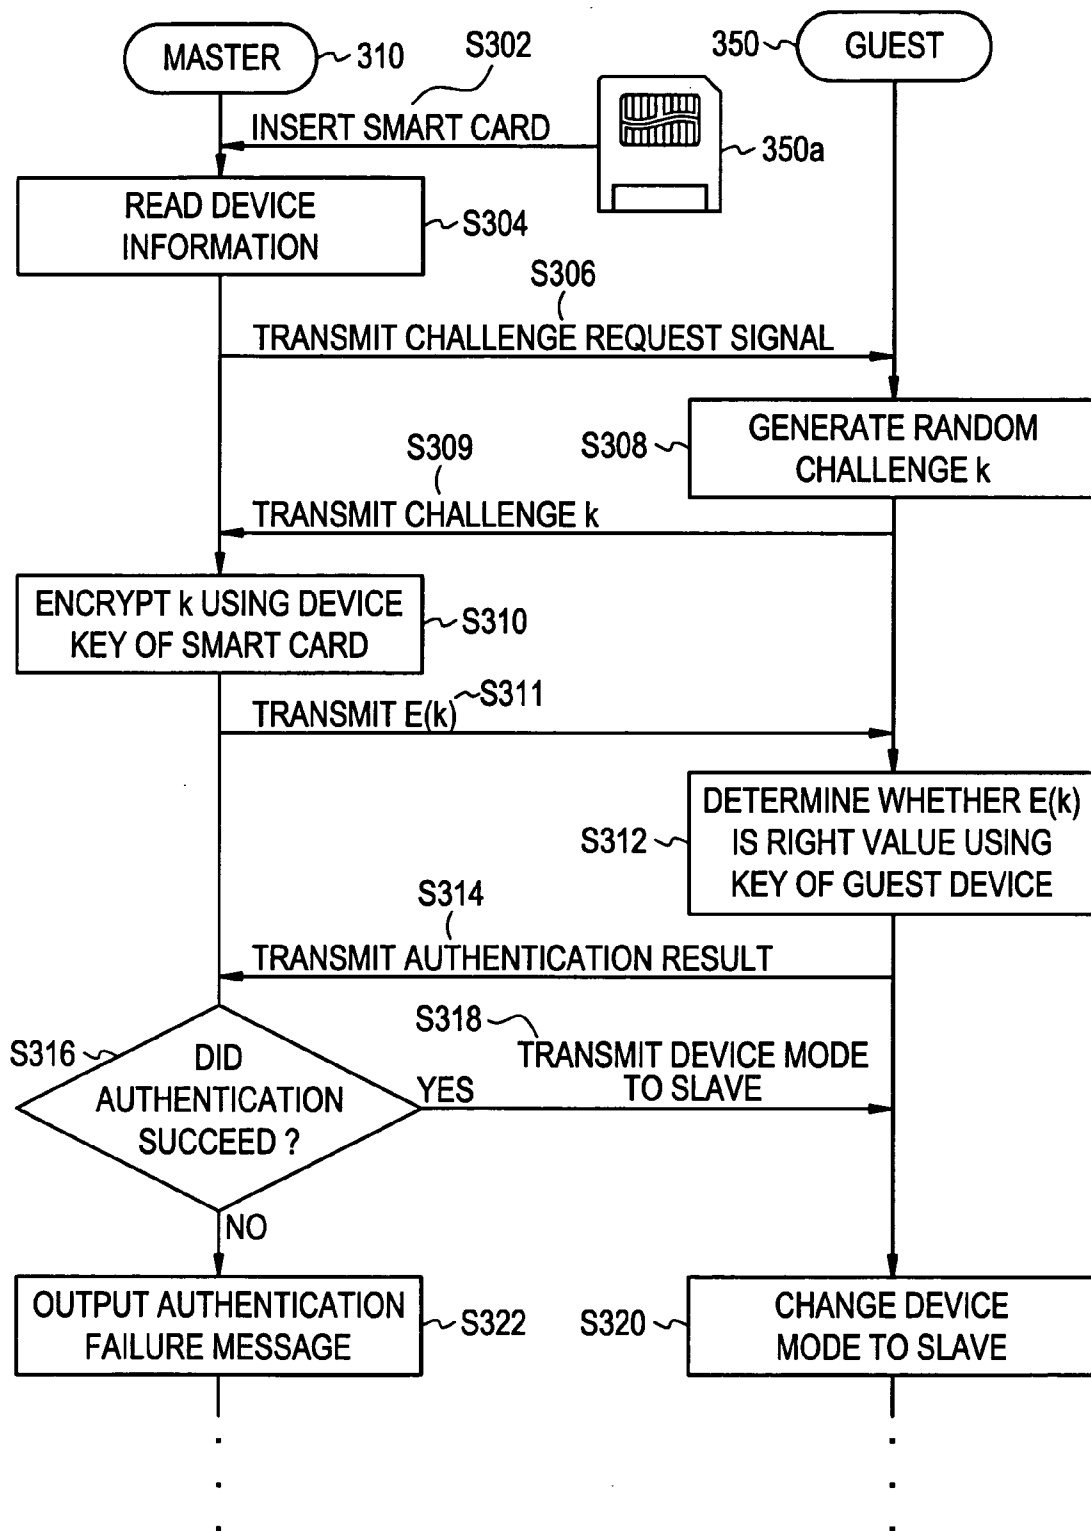 MASTER
310
S302
350
GUEST
INSERT SMART CARD
350a
READ DEVICE
INFORMATION
S304
S306
TRANSMIT CHALLENGE REQUEST SIGNAL
S308
GENERATE RANDOM
CHALLENGE k
S309
TRANSMIT CHALLENGE k
ENCRYPT k USING DEVICE
KEY OF SMART CARD
S310
S311
TRANSMIT E(k)
S312
DETERMINE WHETHER E(k)
IS RIGHT VALUE USING
KEY OF GUEST DEVICE
S314
TRANSMIT AUTHENTICATION RESULT
S316
DID
AUTHENTICATION
SUCCEED ?
S318
TRANSMIT DEVICE MODE
TO SLAVE
YES
NO
OUTPUT AUTHENTICATION
FAILURE MESSAGE
S322
S320
CHANGE DEVICE
MODE TO SLAVE